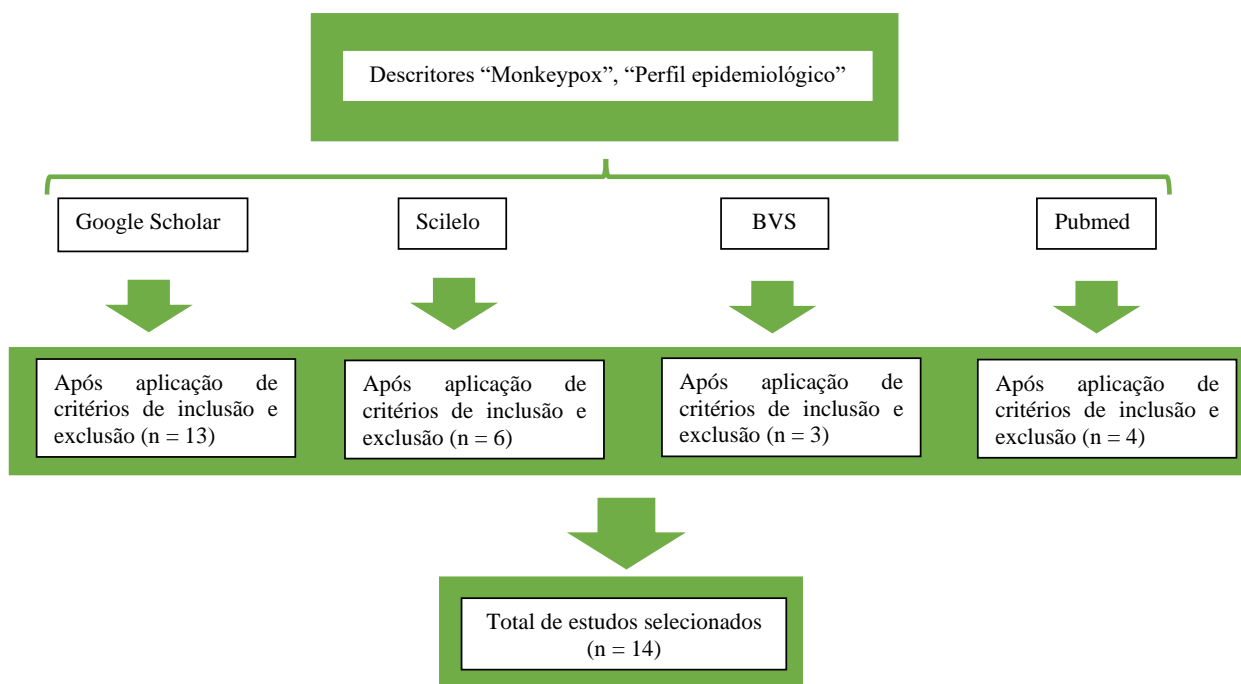 Descritores “Monkeypox”, “Perfil epidemiológico”
Google Scholar
Scilelo
BVS
Pubmed
Após aplicação de
critérios de inclusão e
exclusão (n = 13)
Após aplicação de
critérios de inclusão e
exclusão (n = 6)
Após aplicação de
critérios de inclusão e
exclusão (n = 3)
Após aplicação de
critérios de inclusão e
exclusão (n = 4)
Total de estudos selecionados
(n = 14)